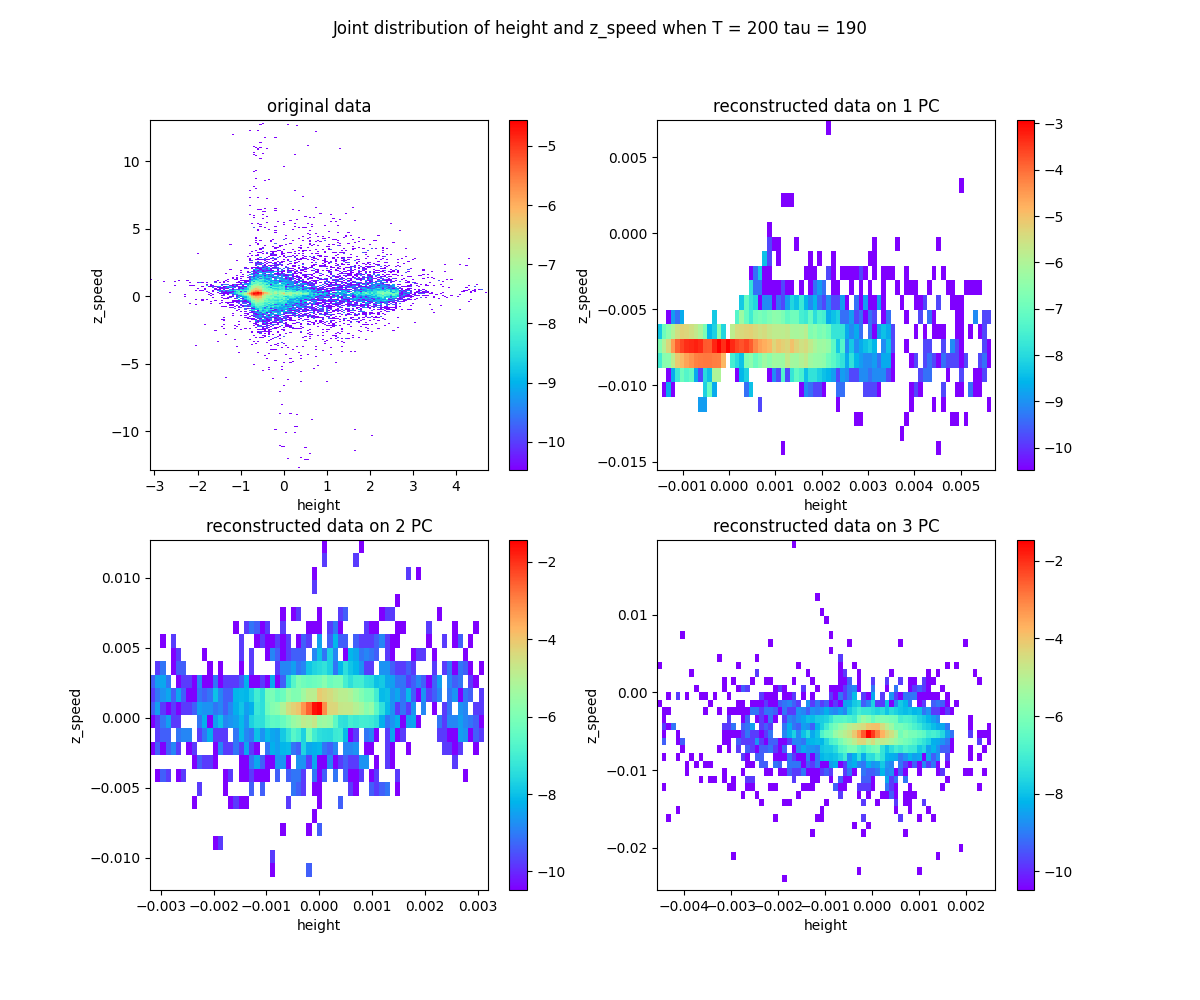 Joint distribution of height and z_speed when T = 200 tau = 190
original data
10
5
0
−5
−10
z_speed
−3 −2 −1 0 1 2 3 4
height
−5
−6
−7
−8
−9
−10
reconstructed data on 1 PC
0.005
0.000
−0.005
−0.010
−0.015
z_speed
−0.001 0.000 0.001 0.002 0.003 0.004 0.005
height
−3
−4
−5
−6
−7
−8
−9
−10
reconstructed data on 2 PC
0.010
0.005
0.000
−0.005
−0.010
z_speed
−0.003 −0.002 −0.001 0.000 0.001 0.002 0.003
height
−2
−4
−6
−8
−10
reconstructed data on 3 PC
0.01
0.00
−0.01
−0.02
z_speed
−0.004 −0.003 −0.002 −0.001 0.000 0.001 0.002
height
−2
−4
−6
−8
−10